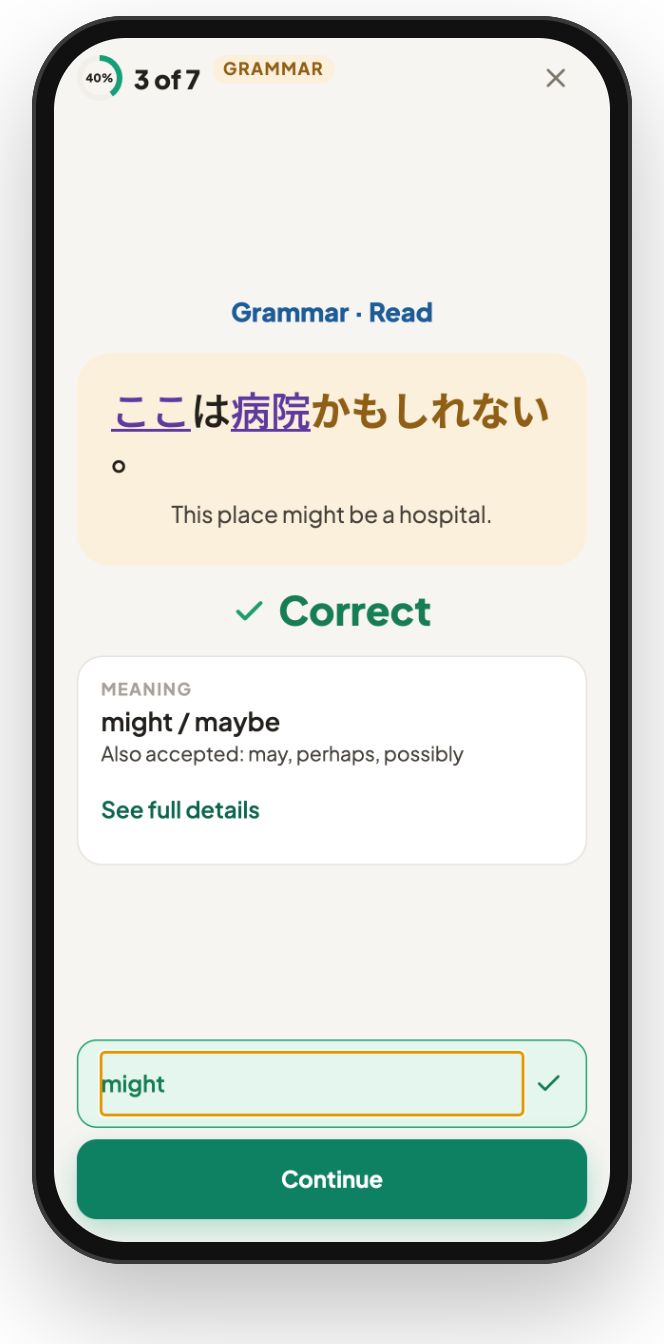 40% 3 of 7 GRAMMAR
Grammar · Read
ここは病院かもしれない
。
This place might be a hospital.
Correct
MEANING
might / maybe
Also accepted: may, perhaps, possibly
See full details
might
Continue